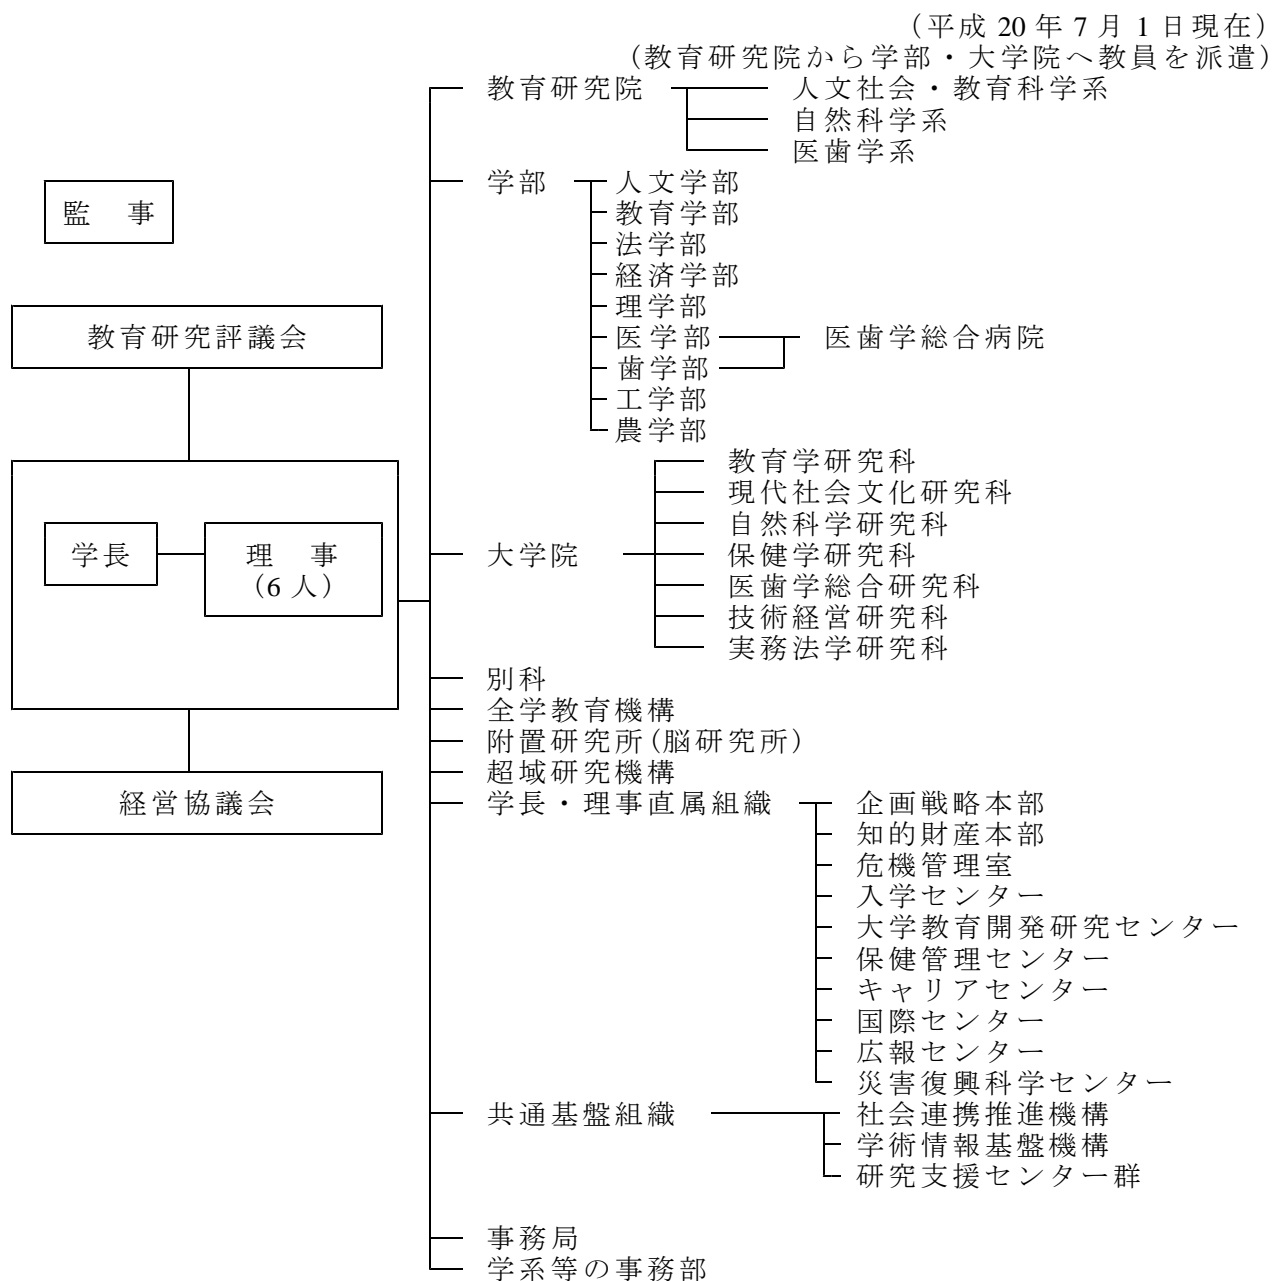 (平成 20 年 7 月 1 日現在)
(教育研究院から学部・大学院へ教員を派遣)
教育研究院
人文社会・教育科学系
自然科学系
医歯学系
学部
人文学部
教育学部
法学部
経済学部
理学部
医学部
歯学部
工学部
農学部
医歯学総合病院
監 事
教育研究評議会
学長
理 事
(6 人)
経営協議会
大学院
教育学研究科
現代社会文化研究科
自然科学研究科
保健学研究科
医歯学総合研究科
技術経営研究科
実務法学研究科
別科
全学教育機構
附置研究所(脳研究所)
超域研究機構
学長・理事直属組織
企画戦略本部
知的財産本部
危機管理室
入学センター
大学教育開発研究センター
保健管理センター
キャリアセンター
国際センター
広報センター
災害復興科学センター
共通基盤組織
社会連携推進機構
学術情報基盤機構
研究支援センター群
事務局
学系等の事務部